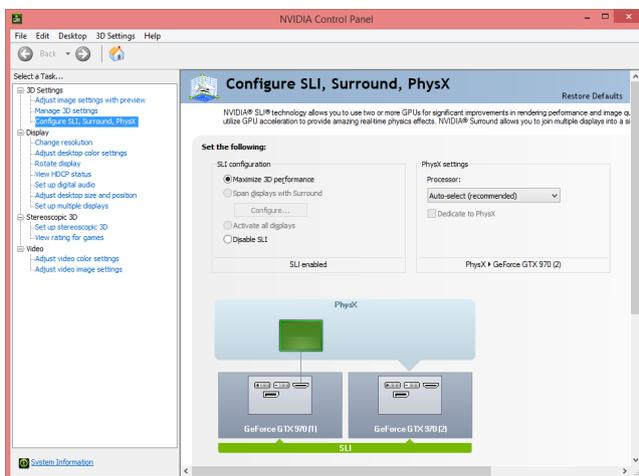 NVIDIA Control Panel
File Edit Desktop 3D Settings Help
Back
Select a Task...
3D Settings
Adjust image settings with preview
Manage 3D settings
Configure SLI, Surround, PhysX
Display
Change resolution
Adjust desktop color settings
Rotate display
View HDCP status
Set up digital audio
Adjust desktop size and position
Set up multiple displays
Stereoscopic 3D
Set up stereoscopic 3D
View rating for games
Video
Adjust video color settings
Adjust video image settings
System Information
Configure SLI, Surround, PhysX
Restore Defaults
NVIDIA® SLI® technology allows you to use two or more GPUs for significant improvements in rendering performance and image qu
utilize GPU acceleration to provide amazing real-time physics effects. NVIDIA® Surround allows you to join multiple displays into a si
Set the following:
SLI configuration
Maximize 3D performance
Span displays with Surround
Configure...
Activate all displays
Disable SLI
SLI enabled
PhysX settings
Processor:
Auto-select (recommended)
Dedicate to PhysX
PhysX ▸ GeForce GTX 970 (2)
PhysX
GeForce GTX 970 (1)
GeForce GTX 970 (2)
SLI